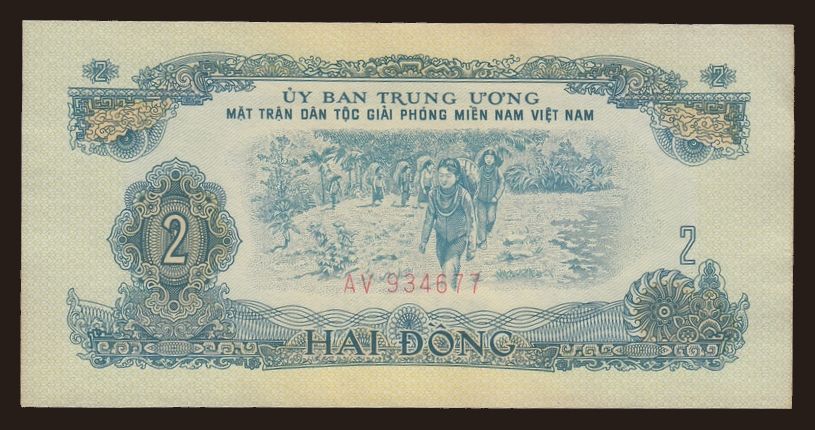 2 2
ỦY BAN TRUNG ƯƠNG
MẶT TRẬN DÂN TỘC GIẢI PHÓNG MIỀN NAM VIỆT NAM
2 2
AV 934677
HAI ĐỒNG